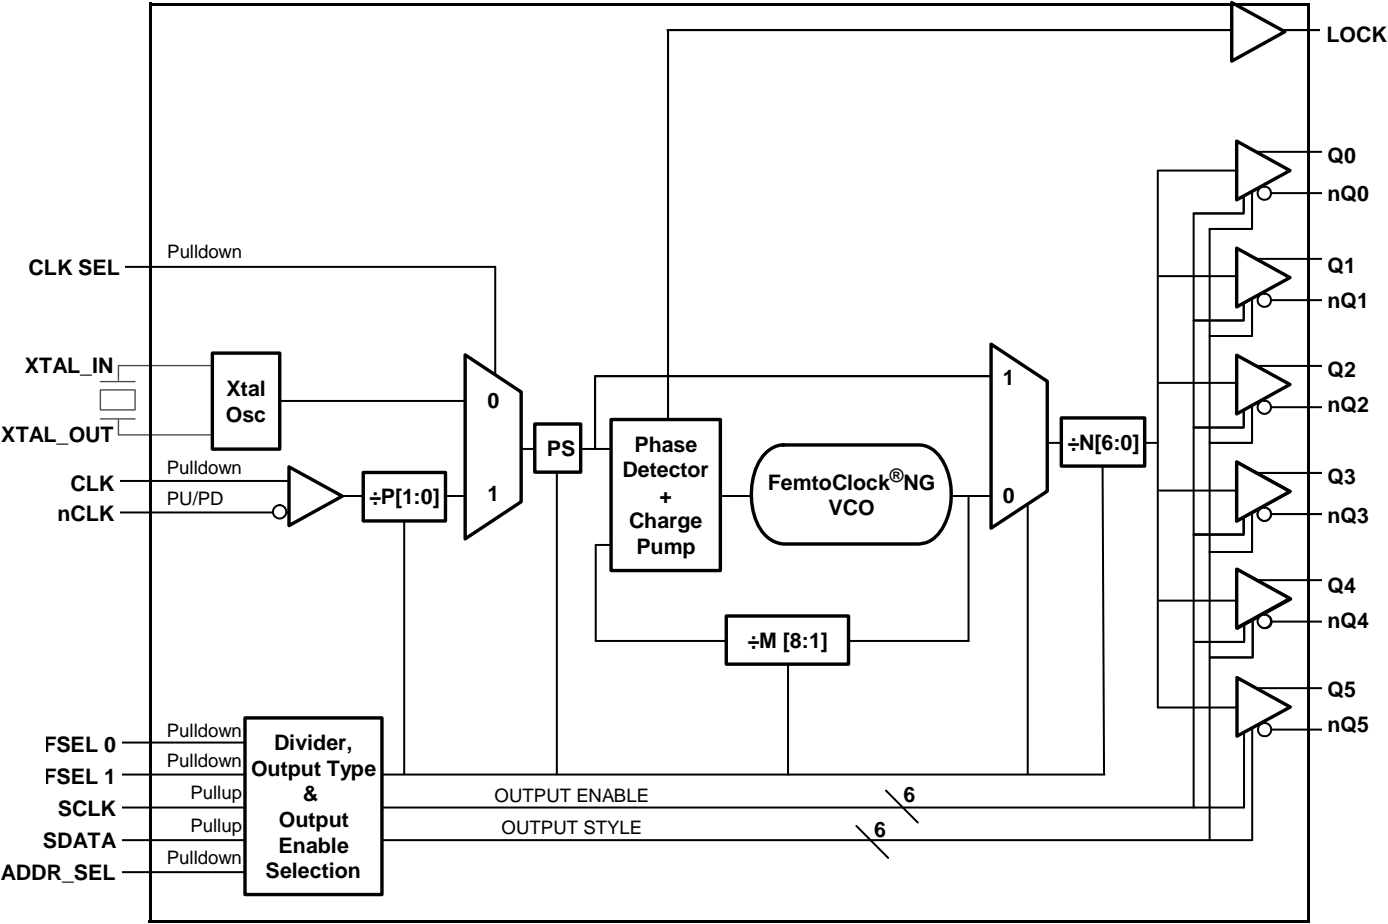 LOCK
Q0
nQ0
Pulldown
CLK SEL
Q1
nQ1
XTAL_IN
XTAL_OUT
Xtal
Osc
0
1
PS
Phase
Detector
+
Charge
Pump
FemtoClock®NG
VCO
1
0
÷N[6:0]
Q2
nQ2
CLK
Pulldown
nCLK
PU/PD
÷P[1:0]
Q3
nQ3
÷M [8:1]
Q4
nQ4
Q5
nQ5
FSEL 0
Pulldown
FSEL 1
Pulldown
SCLK
Pullup
SDATA
Pullup
ADDR_SEL
Pulldown
Divider,
Output Type
&
Output
Enable
Selection
OUTPUT ENABLE
6
OUTPUT STYLE
6